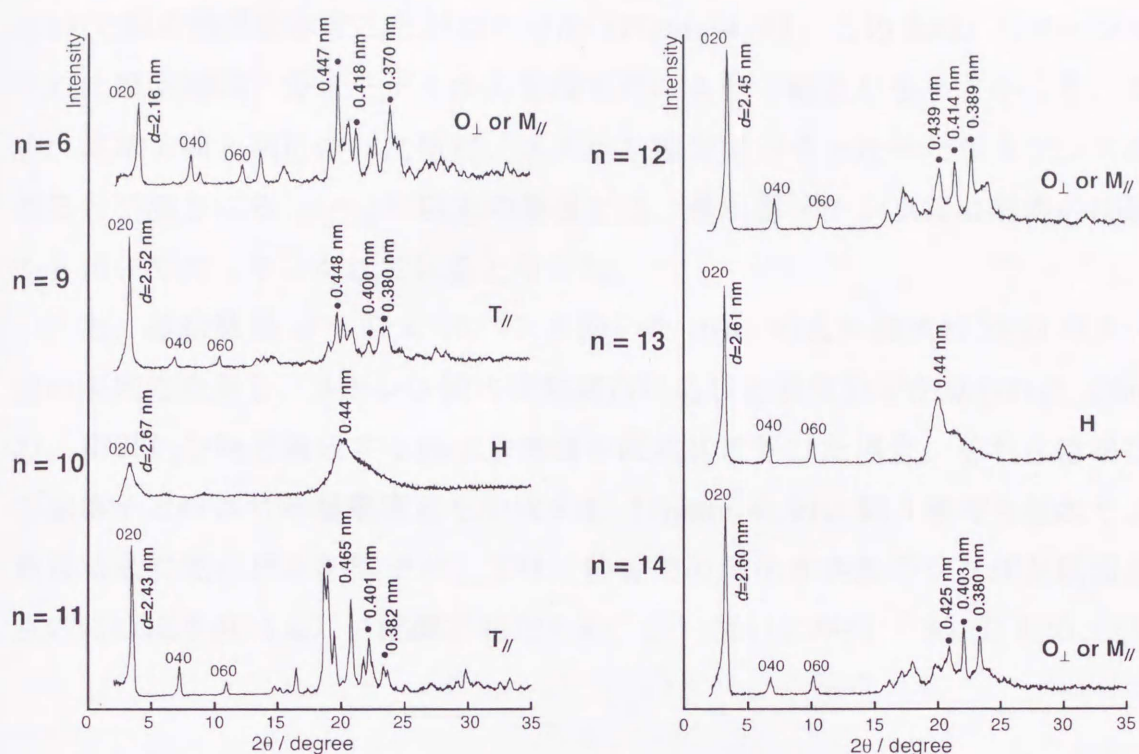 Intensity
n = 6
020
d=2.16 nm
040
060
0.447 nm
0.418 nm
0.370 nm
O⊥ or M//
n = 9
020
d=2.52 nm
040
060
0.448 nm
0.400 nm
0.380 nm
T//
n = 10
020
d=2.67 nm
0.44 nm
H
n = 11
020
d=2.43 nm
040
060
0.465 nm
0.401 nm
0.382 nm
T//
0 5 10 15 20 25 30 35
2θ / degree
Intensity
n = 12
020
d=2.45 nm
040
060
0.439 nm
0.414 nm
0.389 nm
O⊥ or M//
n = 13
020
d=2.61 nm
040
060
0.44 nm
H
n = 14
020
d=2.60 nm
040
060
0.425 nm
0.403 nm
0.380 nm
O⊥ or M//
0 5 10 15 20 25 30 35
2θ / degree